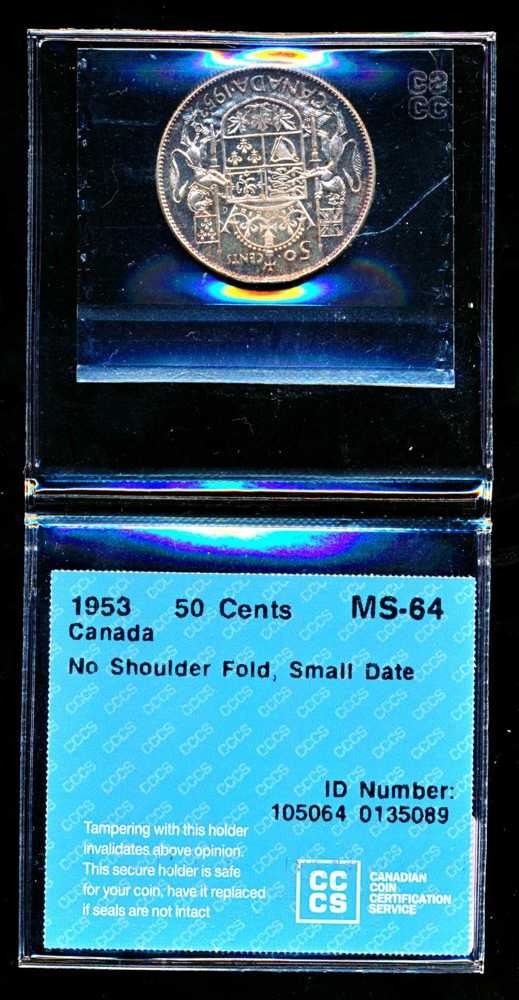 CC
CC
CANADA·1953
50
CENTS
1953 50 Cents MS-64
Canada
No Shoulder Fold, Small Date
ID Number:
105064 0135089
Tampering with this holder
invalidates above opinion.
This secure holder is safe
for your coin, have it replaced
if seals are not intact
CC
CS
CANADIAN
COIN
CERTIFICATION
SERVICE